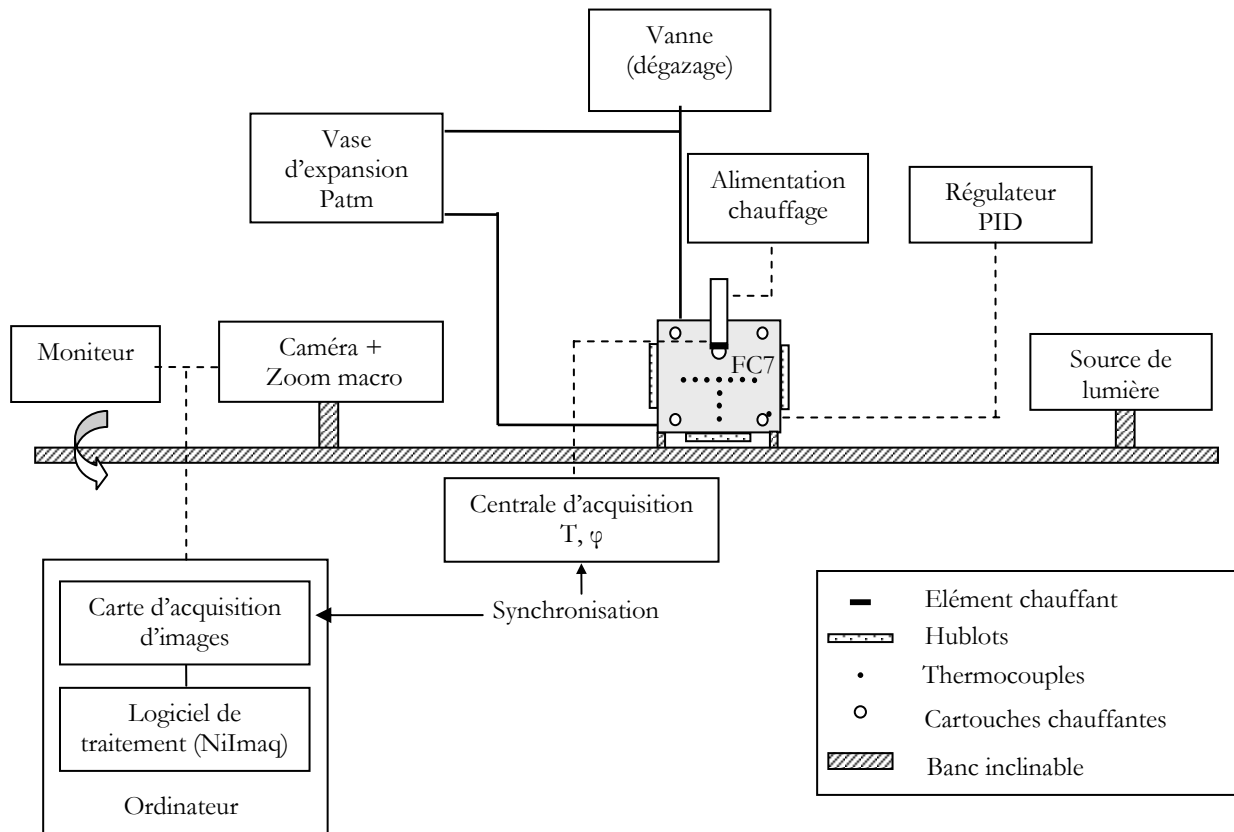 Vanne
(dégazage)
Vase
d'expansion
Patm
Alimentation
chauffage
Régulateur
PID
Moniteur
Caméra +
Zoom macro
FC7
Source de
lumière
Centrale d'acquisition
T, φ
Carte d'acquisition
d'images
Synchronisation
Logiciel de
traitement (NiImaq)
Ordinateur
Elément chauffant
Hublots
Thermocouples
Cartouches chauffantes
Banc inclinable